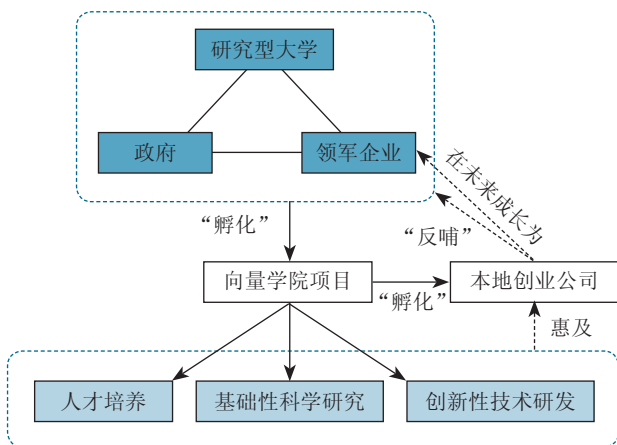 研究型大学
政府
领军企业
在未来成长为
“孵化”
“反哺”
向量学院项目
“孵化”
本地创业公司
惠及
人才培养
基础性科学研究
创新性技术研发